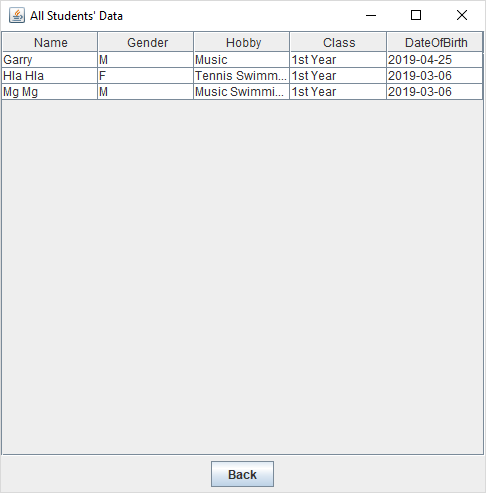 All Students' Data
Name Gender Hobby Class DateOfBirth
Garry M Music 1st Year 2019-04-25
Hla Hla F Tennis Swimm... 1st Year 2019-03-06
Mg Mg M Music Swimmi... 1st Year 2019-03-06
Back